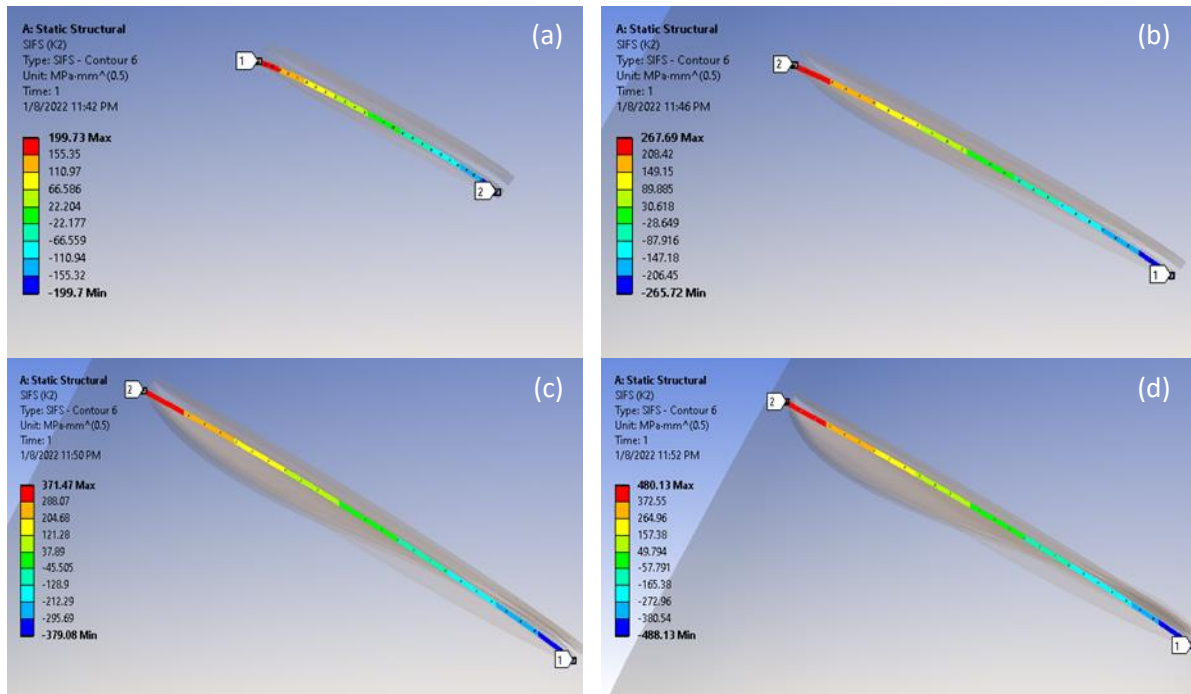 A: Static Structural
SIFS (K2)
Type: SIFS - Contour 6
Unit: MPa-mm^(0.5)
Time: 1
1/8/2022 11:42 PM
199.73 Max
155.35
110.97
66.586
22.204
-22.177
-66.559
-110.94
-155.32
-199.7 Min
1
2
(a)
A: Static Structural
SIFS (K2)
Type: SIFS - Contour 6
Unit: MPa-mm^(0.5)
Time: 1
1/8/2022 11:46 PM
267.69 Max
208.42
149.15
89.885
30.618
-28.649
-87.916
-147.18
-206.45
-265.72 Min
2
1
(b)
A: Static Structural
SIFS (K2)
Type: SIFS - Contour 6
Unit: MPa-mm^(0.5)
Time: 1
1/8/2022 11:50 PM
371.47 Max
288.07
204.68
121.28
37.89
-45.505
-128.9
-212.29
-295.69
-379.08 Min
2
1
(c)
A: Static Structural
SIFS (K2)
Type: SIFS - Contour 6
Unit: MPa-mm^(0.5)
Time: 1
1/8/2022 11:52 PM
480.13 Max
372.55
264.96
157.38
49.794
-57.791
-165.38
-272.96
-380.54
-488.13 Min
2
1
(d)